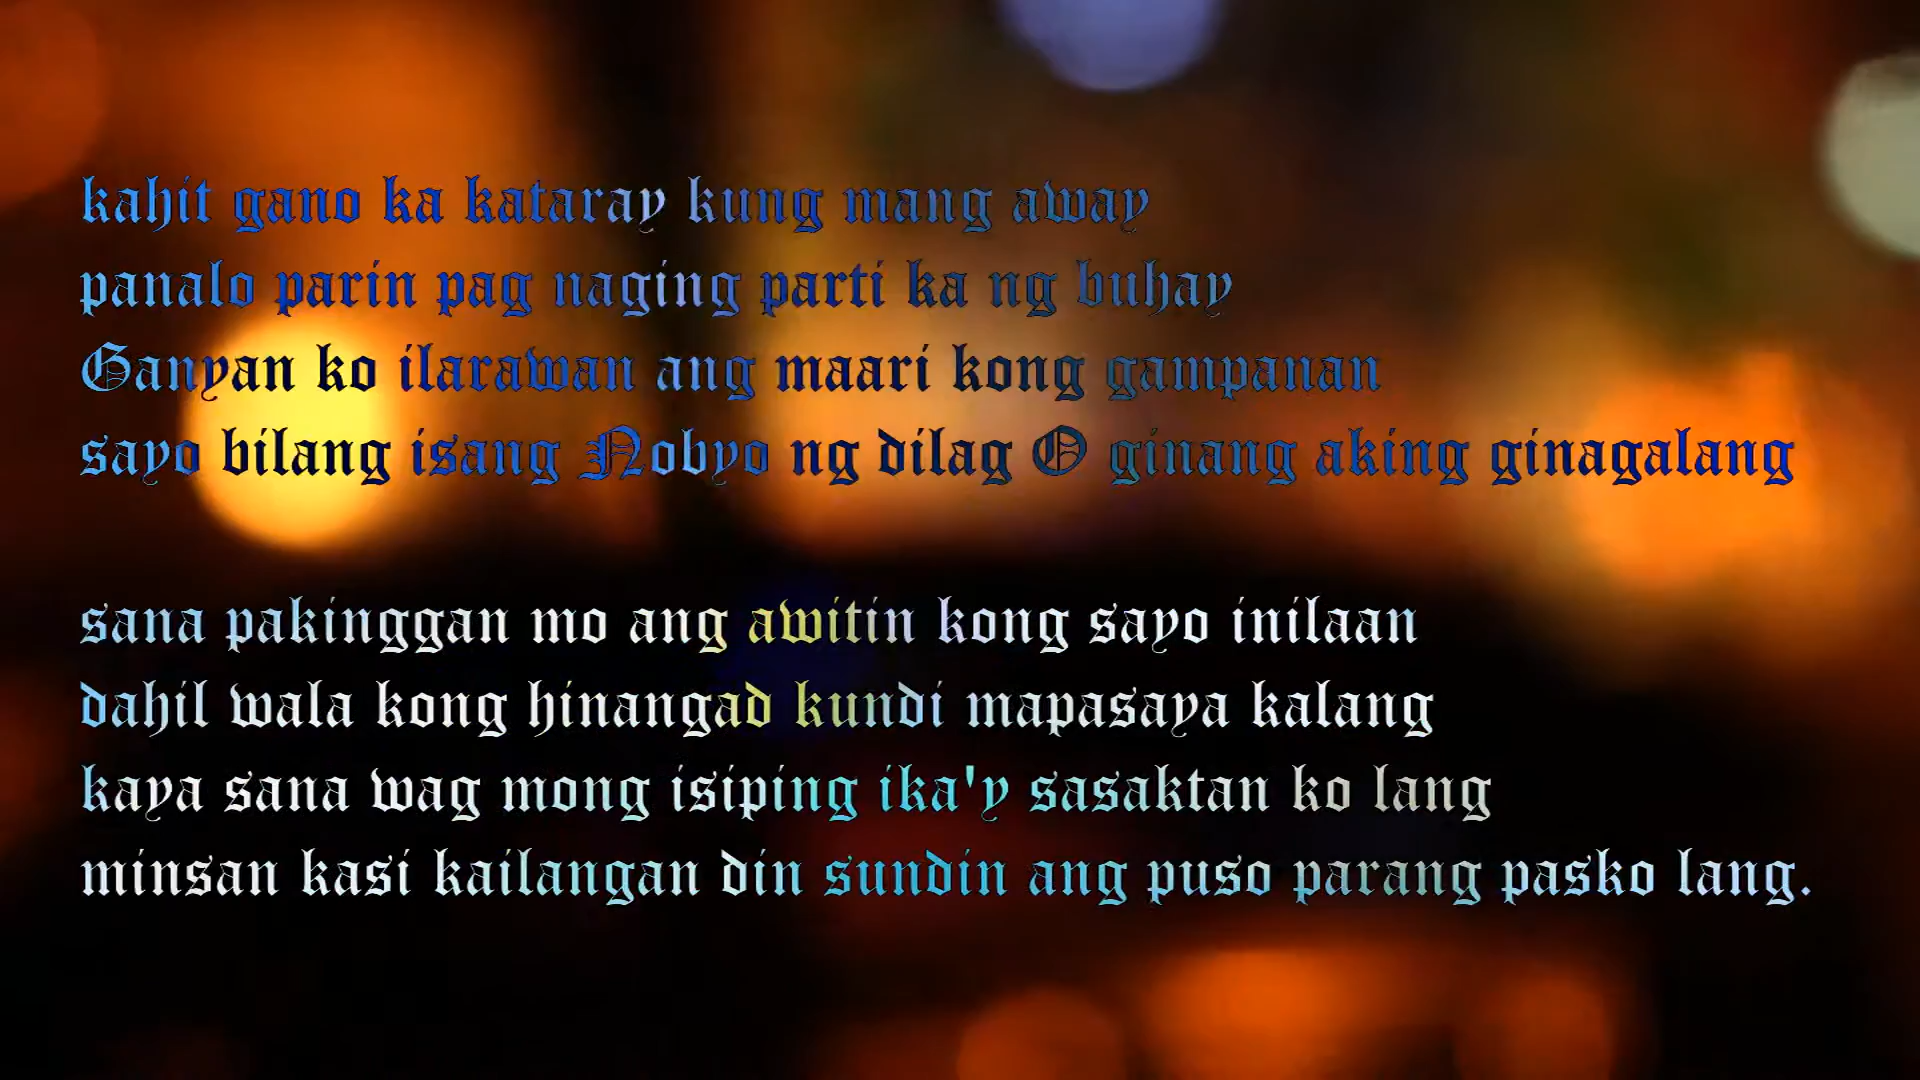 kahit gano ka kataray kung mang away
panalo parin pag naging parti ka ng buhay
Ganyan ko ilarawan ang maari kong gampanan
sayo bilang isang Nobyo ng dilag O ginang aking ginagalang
sana pakinggan mo ang awitin kong sayo inilaan
dahil wala kong hinangad kundi mapasaya kalang
kaya sana wag mong isiping ika'y sasaktan ko lang
minsan kasi kailangan din sundin ang puso parang pasko lang.